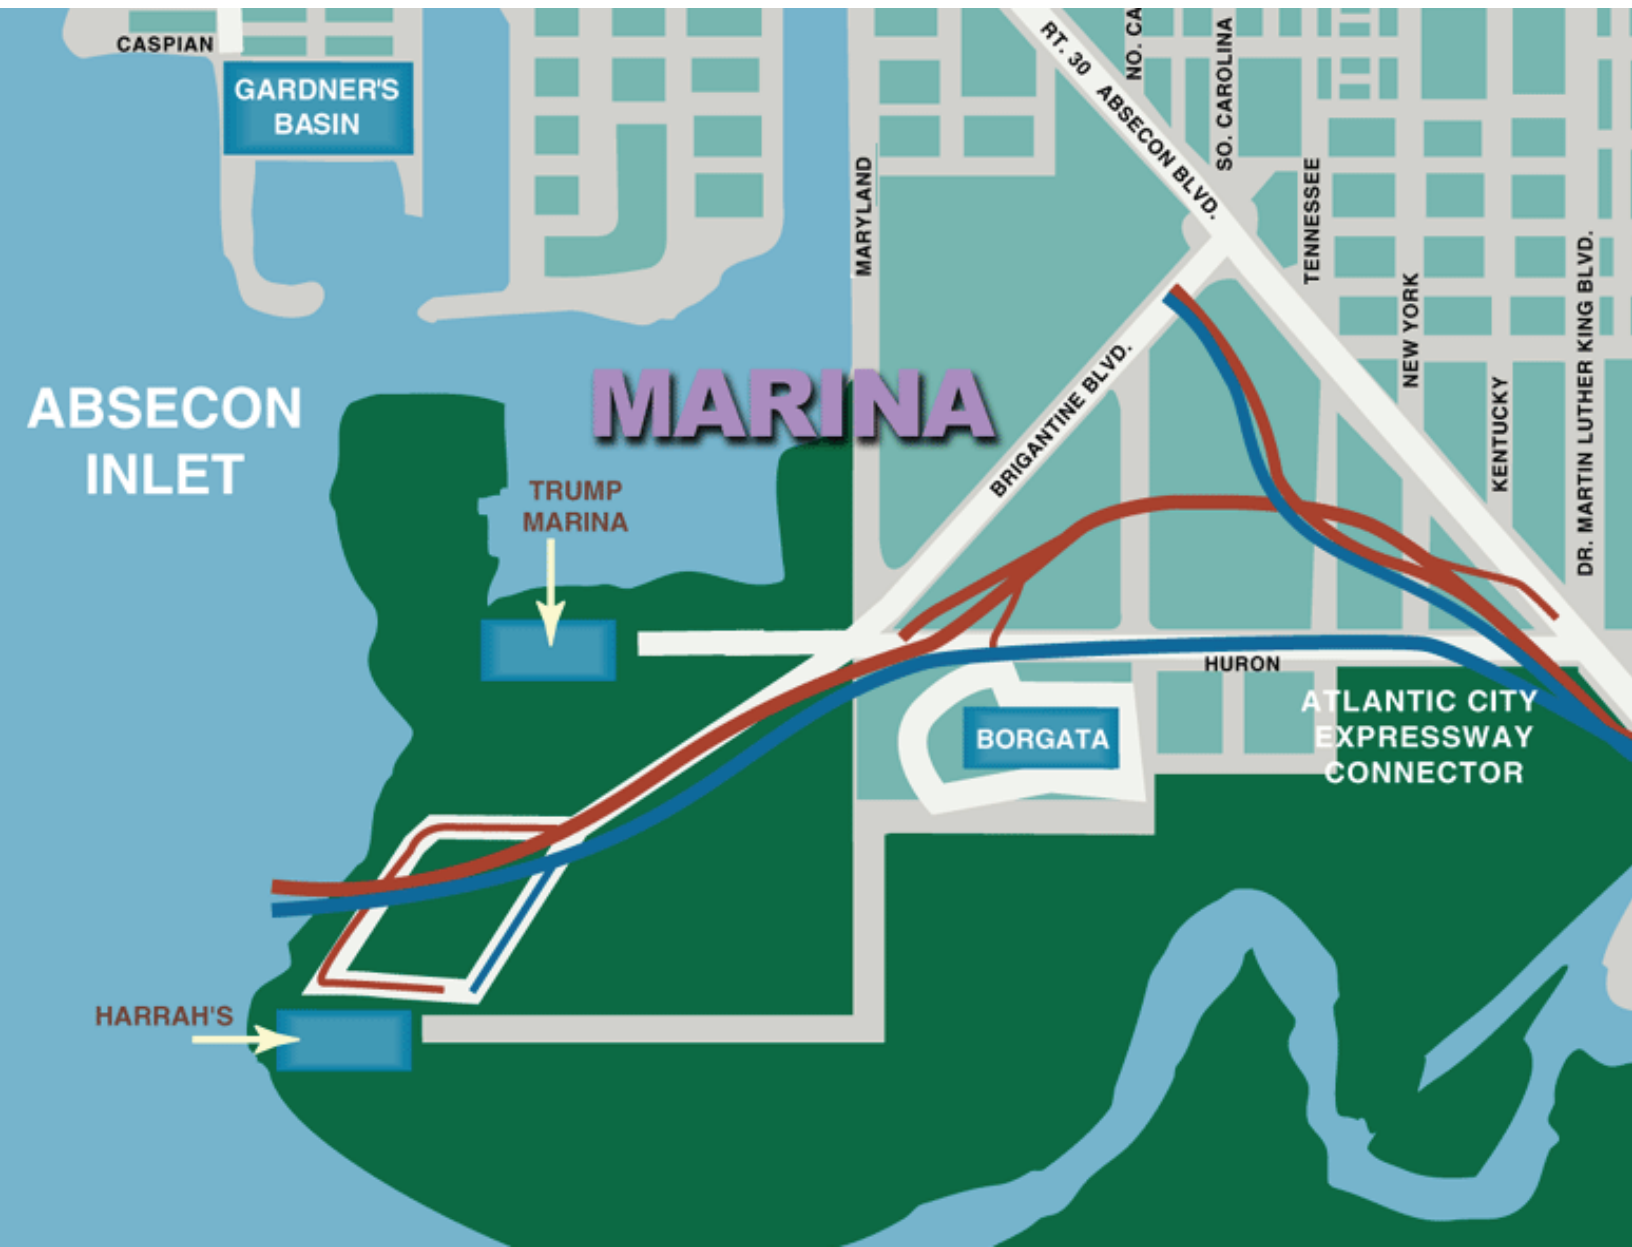 CASPIAN
GARDNER'S
BASIN
RT. 30 ABSECON BLVD.
NO. CA
SO. CAROLINA
MARYLAND
TENNESSEE
NEW YORK
KENTUCKY
DR. MARTIN LUTHER KING BLVD.
BRIGANTINE BLVD.
MARINA
ABSECON
INLET
TRUMP
MARINA
HURON
BORGATA
ATLANTIC CITY
EXPRESSWAY
CONNECTOR
HARRAH'S